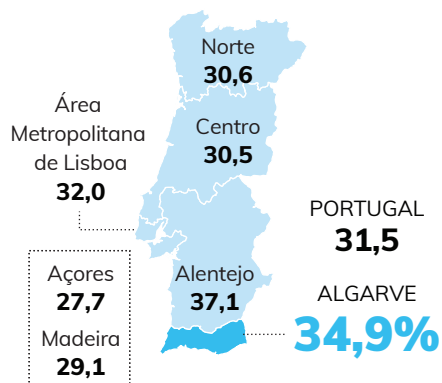 Norte
30,6
Área
Metropolitana
de Lisboa
32,0
Centro
30,5
PORTUGAL
31,5
Açores
27,7
Madeira
29,1
Alentejo
37,1
ALGARVE
34,9%